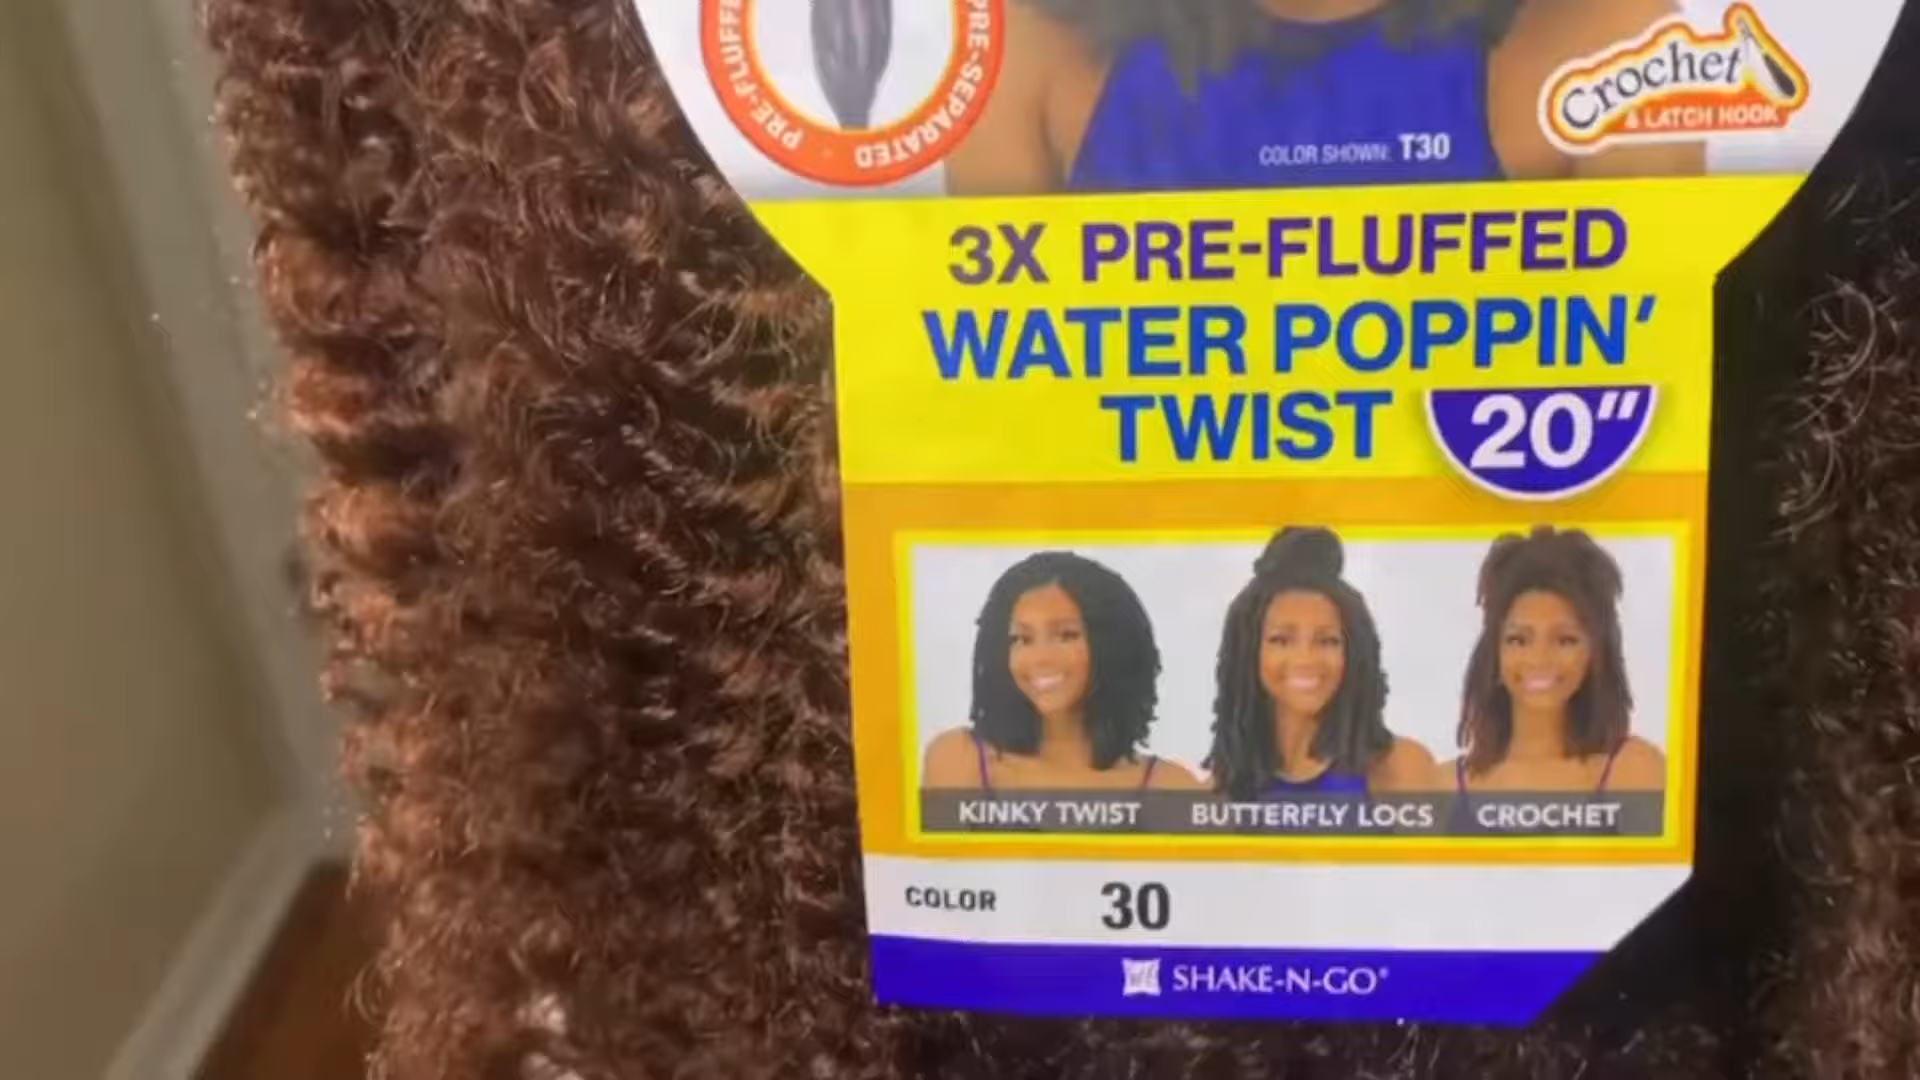 PRE-FLUFFE
PRE-SEPARATED
Crochet
& LATCH HOOK
COLOR SHOWN: T30
3X PRE-FLUFFED
WATER POPPIN'
TWIST 20"
KINKY TWIST BUTTERFLY LOCS CROCHET
COLOR 30
SHAKE-N-GO®